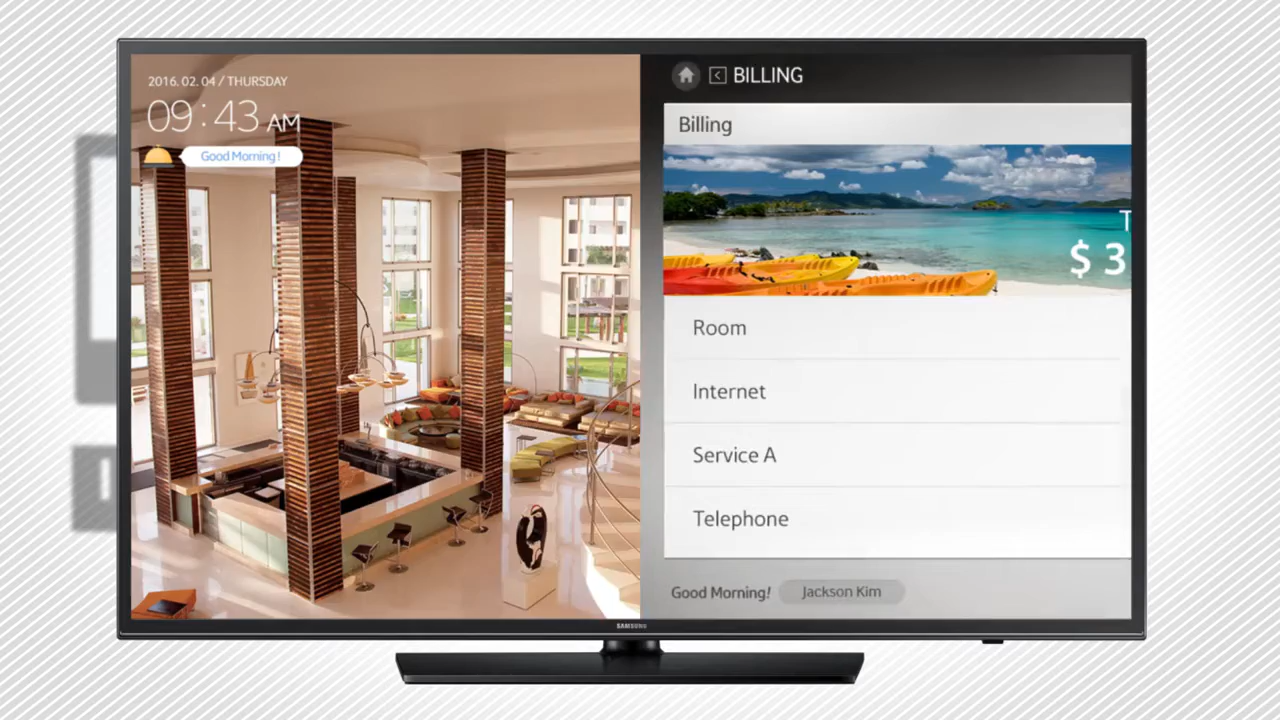 2016. 02. 04 / THURSDAY
09 : 43 AM
Good Morning !
BILLING
Billing
T
$ 3
Room
Internet
Service A
Telephone
Good Morning!
Jackson Kim
SAMSUNG